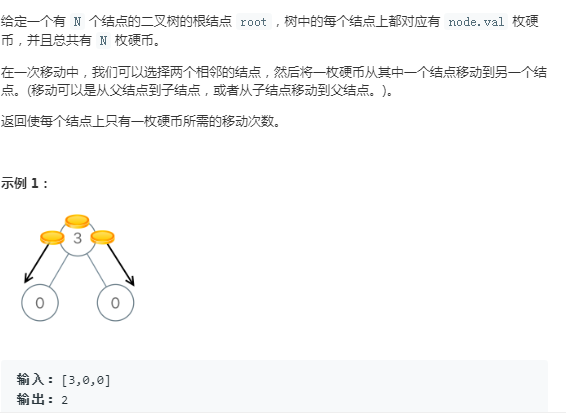 给定一个有 N 个结点的二叉树的根结点 root ，树中的每个结点上都对应有 node.val 枚硬
币，并且总共有 N 枚硬币。
在一次移动中，我们可以选择两个相邻的结点，然后将一枚硬币从其中一个结点移动到另一个结
点。(移动可以是从父结点到子结点，或者从子结点移动到父结点。)。
返回使每个结点上只有一枚硬币所需的移动次数。
示例 1：
3
0 0
输入：[3,0,0]
输出：2